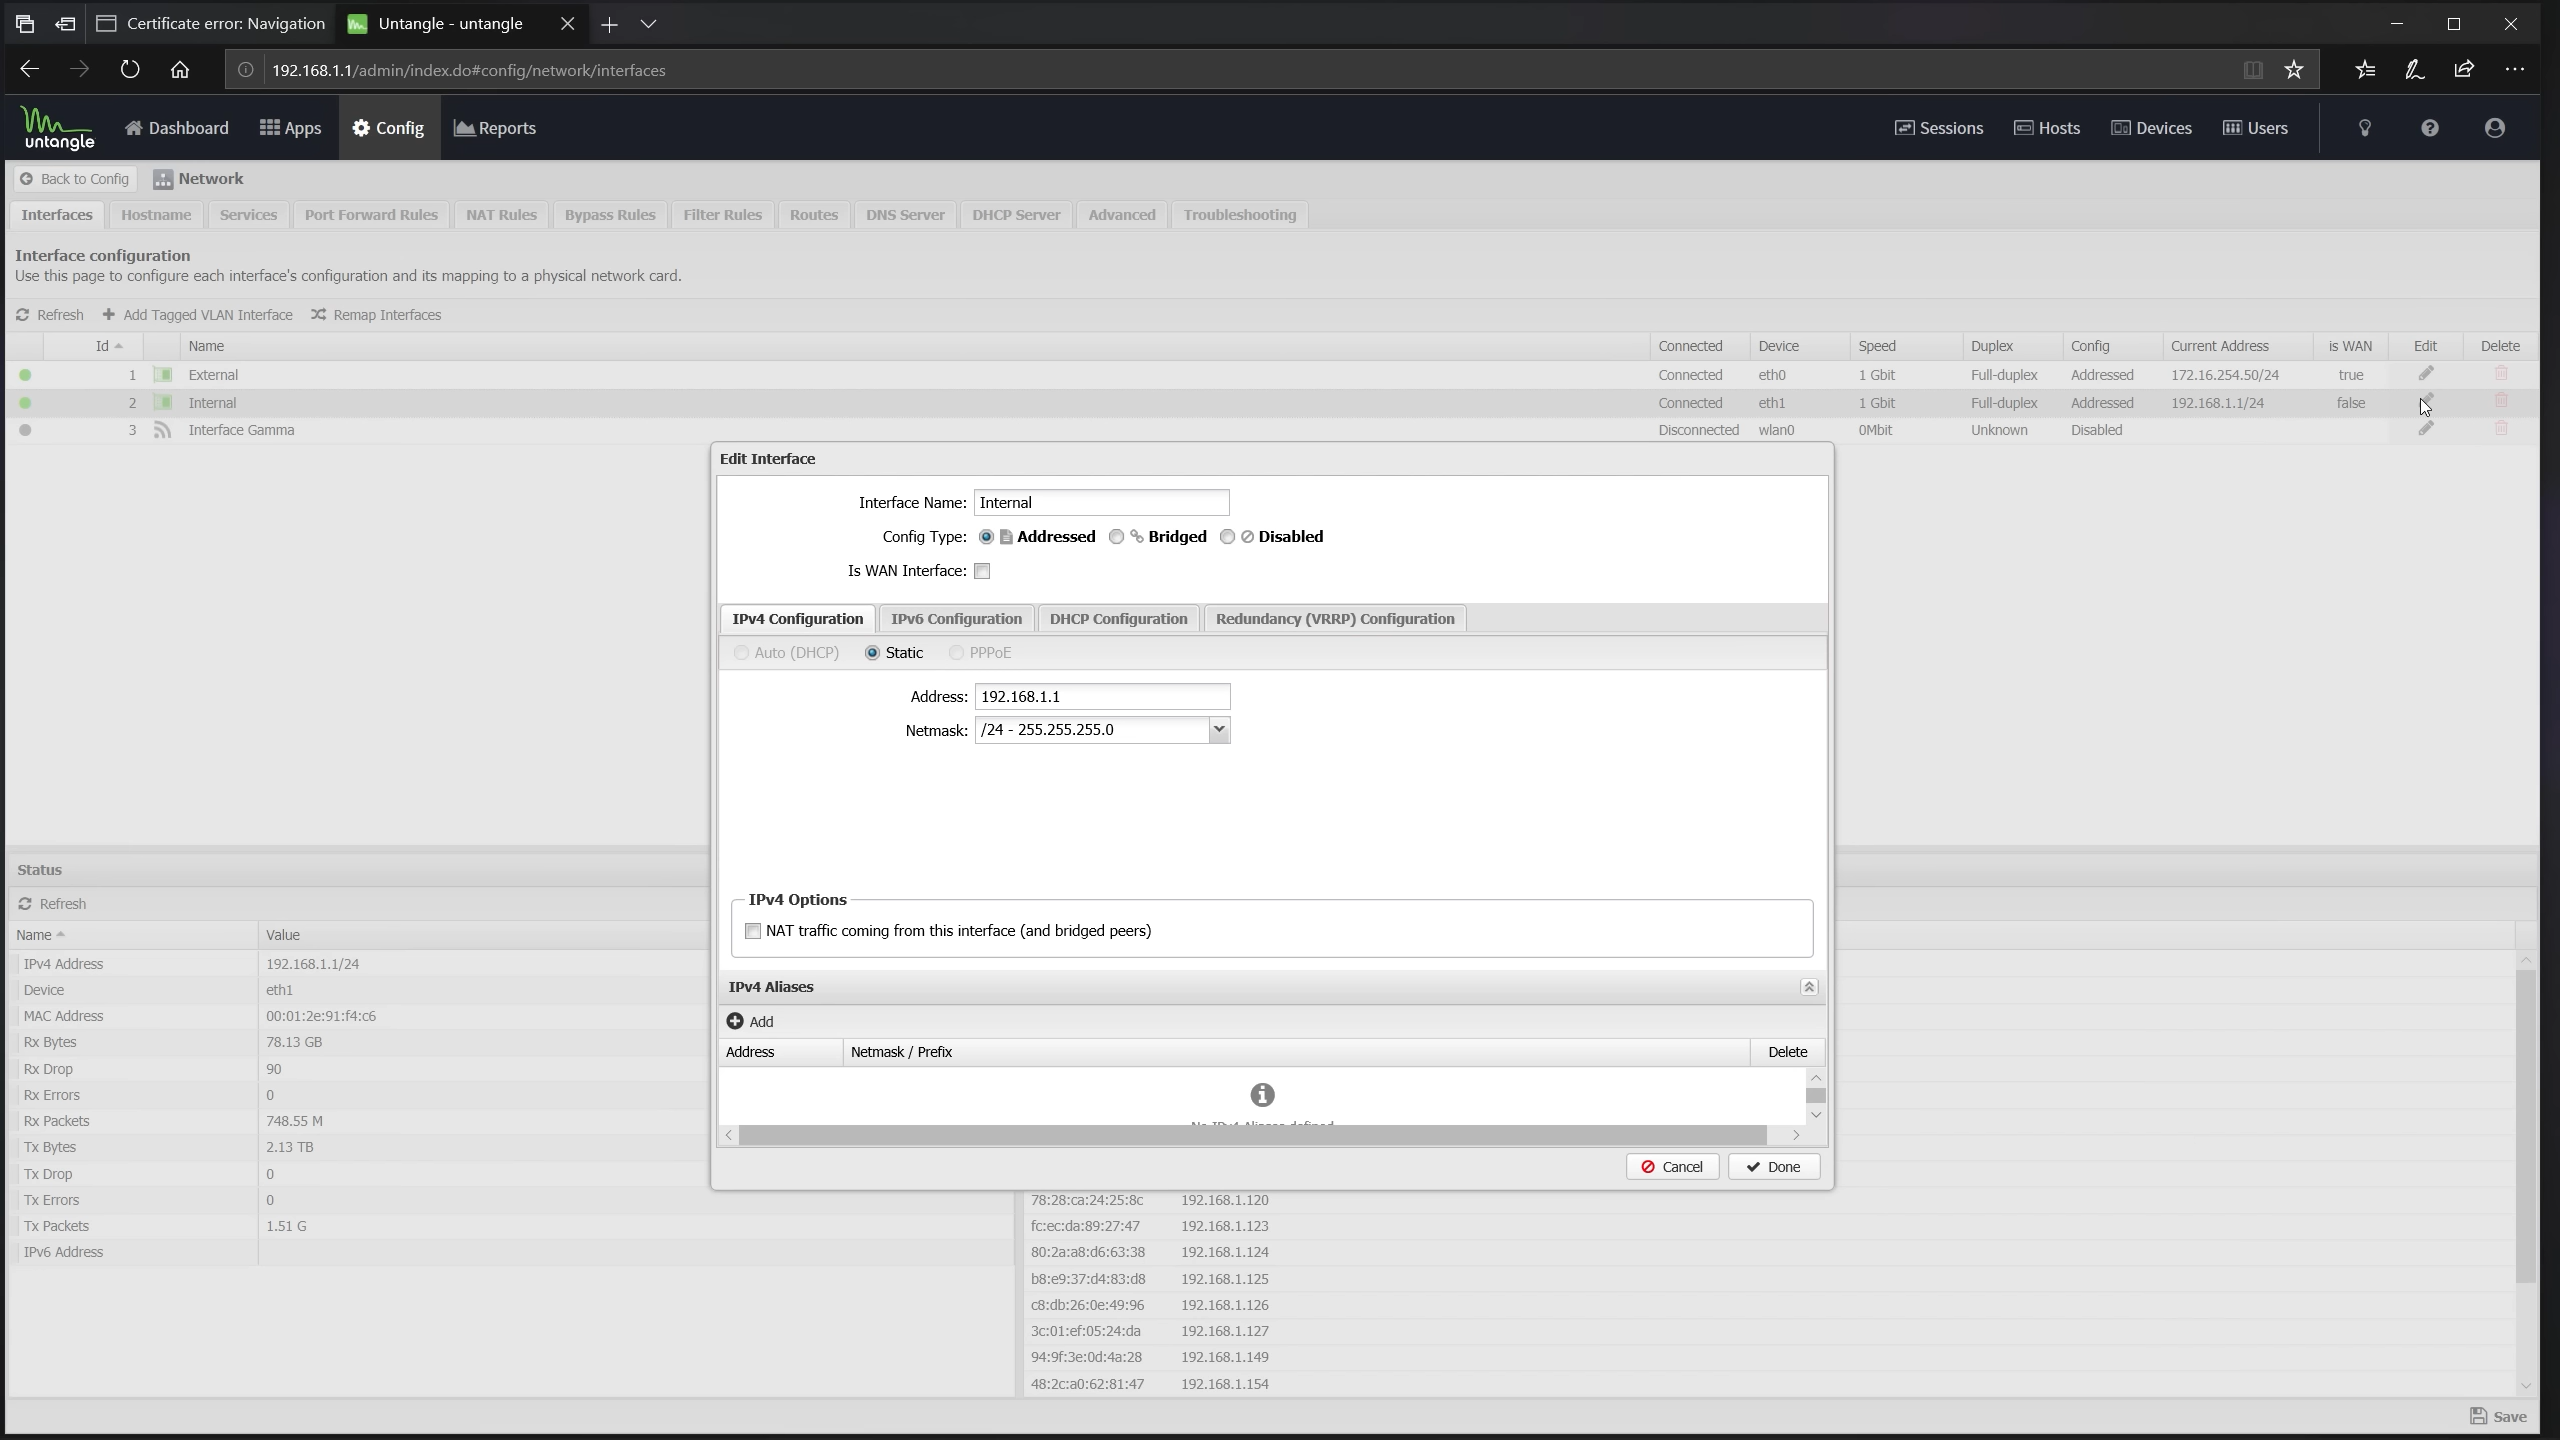 Certificate error: Navigation
Untangle - untangle
192.168.1.1/admin/index.do#config/network/interfaces
untangle
Dashboard
Apps
Config
Reports
Sessions
Hosts
Devices
Users
Back to Config
Network
Interfaces
Hostname
Services
Port Forward Rules
NAT Rules
Bypass Rules
Filter Rules
Routes
DNS Server
DHCP Server
Advanced
Troubleshooting
Interface configuration
Use this page to configure each interface's configuration and its mapping to a physical network card.
Refresh
Add Tagged VLAN Interface
Remap Interfaces
Id Name Connected Device Speed Duplex Config Current Address is WAN Edit Delete
1 External Connected eth0 1 Gbit Full-duplex Addressed 172.16.254.50/24 true
2 Internal Connected eth1 1 Gbit Full-duplex Addressed 192.168.1.1/24 false
3 Interface Gamma Disconnected wlan0 0Mbit Unknown Disabled
Edit Interface
Interface Name: Internal
Config Type: Addressed Bridged Disabled
Is WAN Interface:
IPv4 Configuration
IPv6 Configuration
DHCP Configuration
Redundancy (VRRP) Configuration
Auto (DHCP) Static PPPoE
Address: 192.168.1.1
Netmask: /24 - 255.255.255.0
IPv4 Options
NAT traffic coming from this interface (and bridged peers)
IPv4 Aliases
Add
Address Netmask / Prefix Delete
No IPv4 Aliases defined
Cancel
Done
Status
Refresh
Name Value
IPv4 Address 192.168.1.1/24
Device eth1
MAC Address 00:01:2e:91:f4:c6
Rx Bytes 78.13 GB
Rx Drop 90
Rx Errors 0
Rx Packets 748.55 M
Tx Bytes 2.13 TB
Tx Drop 0
Tx Errors 0
Tx Packets 1.51 G
IPv6 Address
78:28:ca:24:25:8c 192.168.1.120
fc:ec:da:89:27:47 192.168.1.123
80:2a:a8:d6:63:38 192.168.1.124
b8:e9:37:d4:83:d8 192.168.1.125
c8:db:26:0e:49:96 192.168.1.126
3c:01:ef:05:24:da 192.168.1.127
94:9f:3e:0d:4a:28 192.168.1.149
48:2c:a0:62:81:47 192.168.1.154
Save